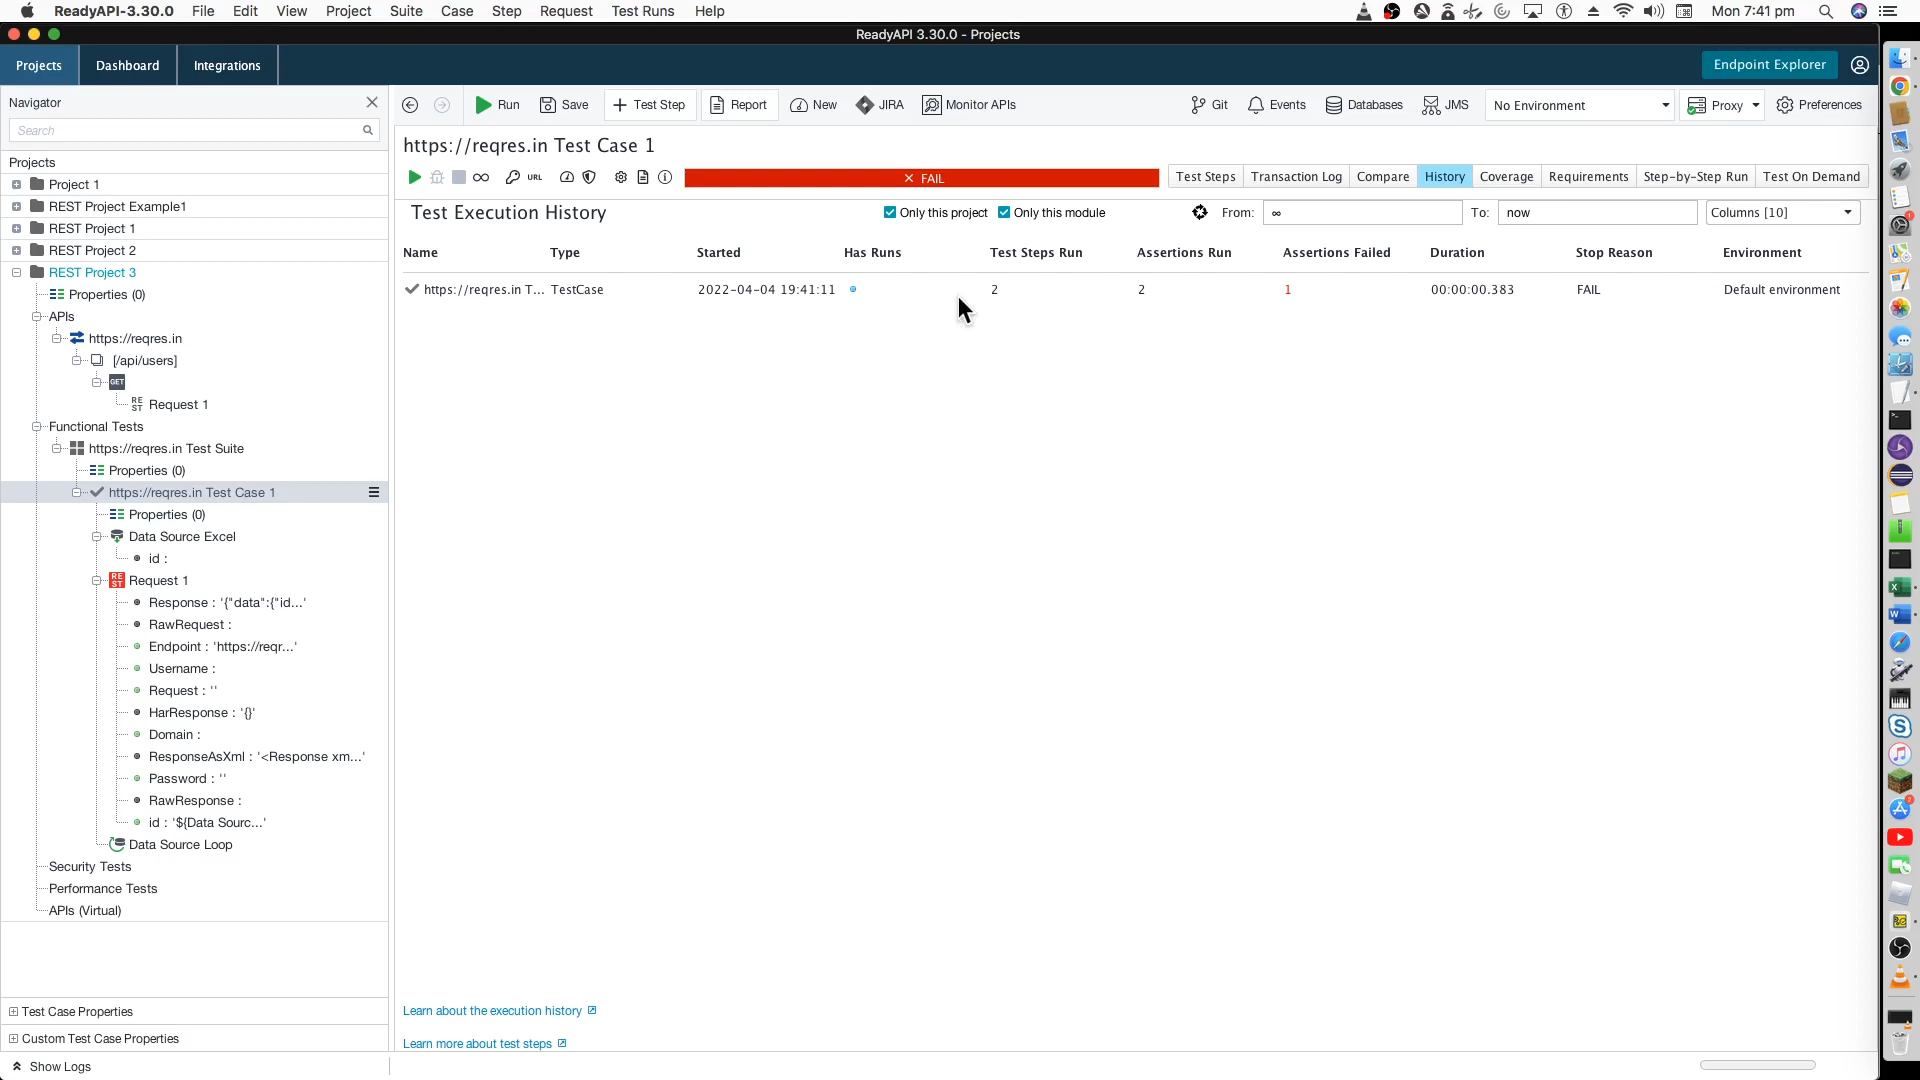 ReadyAPI-3.30.0 File Edit View Project Suite Case Step Request Test Runs Help Mon 7:41 pm
ReadyAPI 3.30.0 - Projects
Projects Dashboard Integrations Endpoint Explorer
Navigator
Run Save Test Step Report New JIRA Monitor APIs Git Events Databases JMS No Environment Proxy Preferences
Search
https://reqres.in Test Case 1
Projects
URL FAIL Test Steps Transaction Log Compare History Coverage Requirements Step-by-Step Run Test On Demand
Project 1
REST Project Example1
Test Execution History Only this project Only this module From: ∞ To: now Columns [10]
REST Project 1
REST Project 2
Name Type Started Has Runs Test Steps Run Assertions Run Assertions Failed Duration Stop Reason Environment
REST Project 3
https://reqres.in T... TestCase 2022-04-04 19:41:11 2 2 1 00:00:00.383 FAIL Default environment
Properties (0)
APIs
https://reqres.in
[/api/users]
GET
REST Request 1
Functional Tests
https://reqres.in Test Suite
Properties (0)
https://reqres.in Test Case 1
Properties (0)
Data Source Excel
id :
REST Request 1
Response : '{"data":{"id...'
RawRequest :
Endpoint : 'https://reqr...'
Username :
Request : ''
HarResponse : '{}'
Domain :
ResponseAsXml : '<Response xm...'
Password : ''
RawResponse :
id : '${Data Sourc...'
Data Source Loop
Security Tests
Performance Tests
APIs (Virtual)
Test Case Properties
Learn about the execution history
Custom Test Case Properties
Learn more about test steps
Show Logs